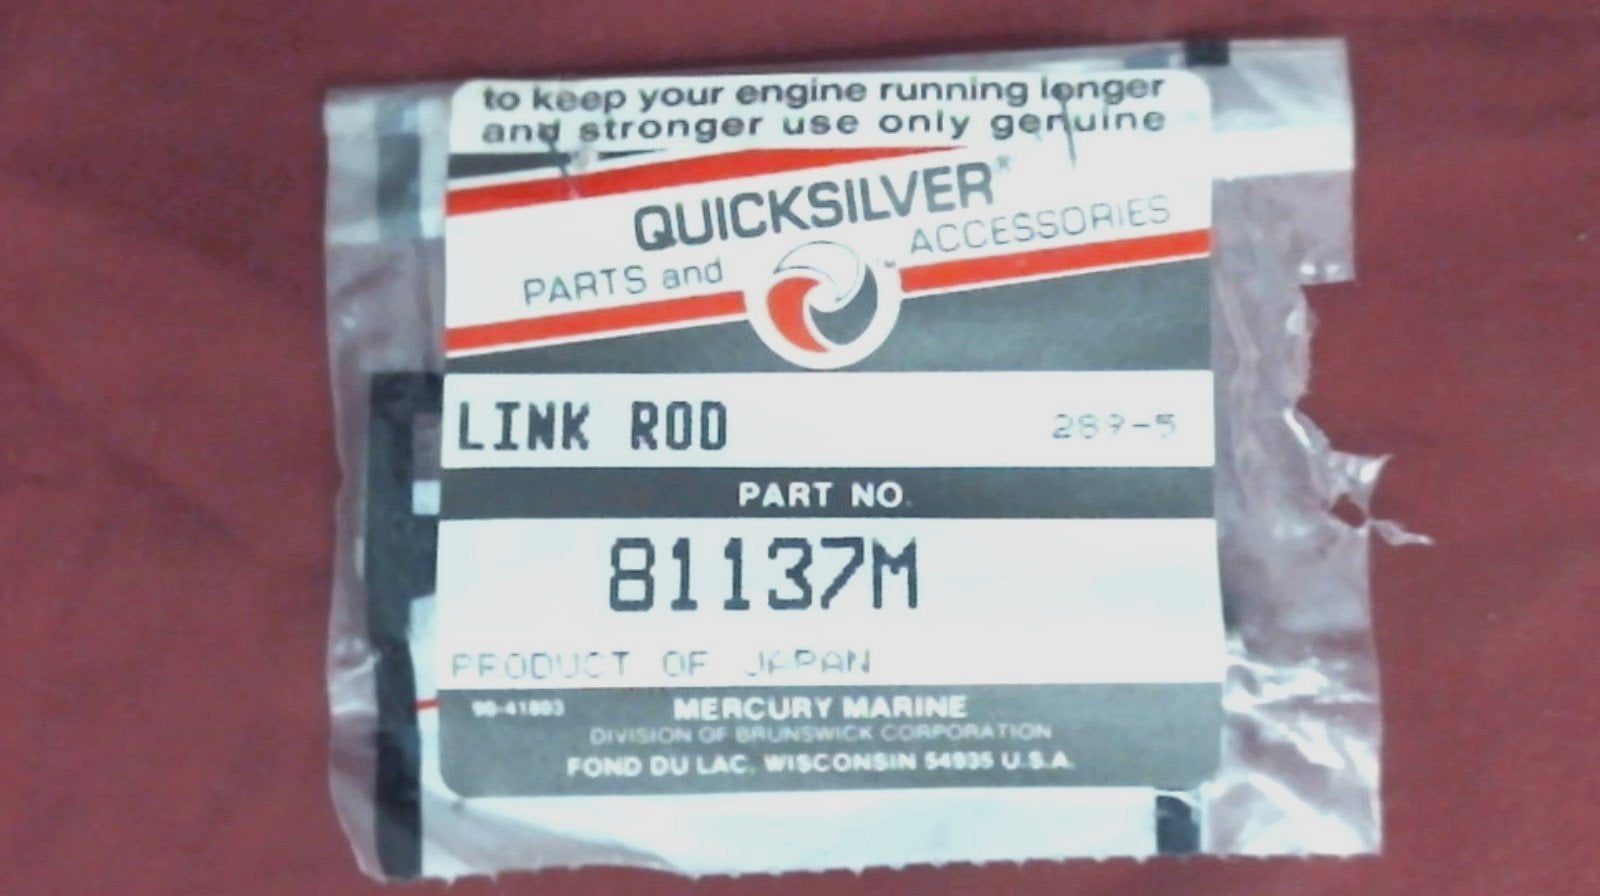 to keep your engine running longer
and stronger use only genuine
QUICKSILVER®
PARTS and ACCESSORIES
LINK ROD 289-5
PART NO.
81137M
PRODUCT OF JAPAN
90-41893 MERCURY MARINE
DIVISION OF BRUNSWICK CORPORATION
FOND DU LAC, WISCONSIN 54935 U.S.A.